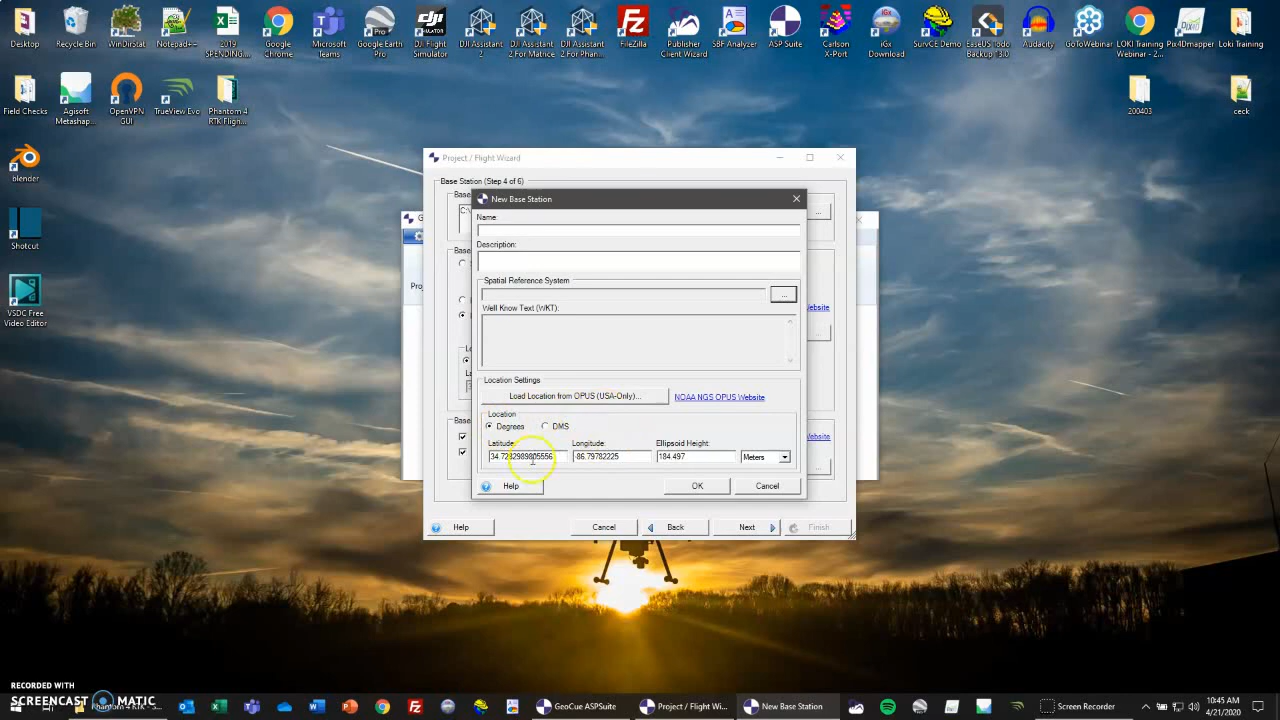 Desktop
Recycle Bin
WinDirStat
Notepad++
2019 SPENDING...
Google Chrome
Microsoft Teams
Google Earth Pro
DJI Flight Simulator
DJI Assistant 2
DJI Assistant 2 For Matrice
DJI Assistant 2 For Phan...
FileZilla
Publisher Client Wizard
SBF Analyzer
ASP Suite
Carlson X-Port
iGx Download
SurvCE Demo
EaseUS Todo Backup 13.0
Audacity
GoToWebinar
LOKI Training Webinar - 2...
Pix4Dmapper
Loki Training
Field Checks
Agisoft Metashap...
OpenVPN GUI
TrueView Evo
Phantom 4 RTK Flign...
200403
ceck
blender
Shotcut
VSDC Free Video Editor
Project / Flight Wizard
Base Station (Step 4 of 6)
New Base Station
Name:
Description:
Spatial Reference System
...
Well Know Text (WKT):
Website
Location Settings
Load Location from OPUS (USA-Only)...
NOAA NGS OPUS Website
Location
Degrees
DMS
Website
Latitude:
Longitude:
Ellipsoid Height:
-86.79782225
184.497
Meters
Help
OK
Cancel
Help
Cancel
Back
Next
Finish
RECORDED WITH
SCREENCAST MATIC
GeoCue ASPSuite
Project / Flight Wi...
New Base Station
Screen Recorder
10:45 AM
4/21/2020